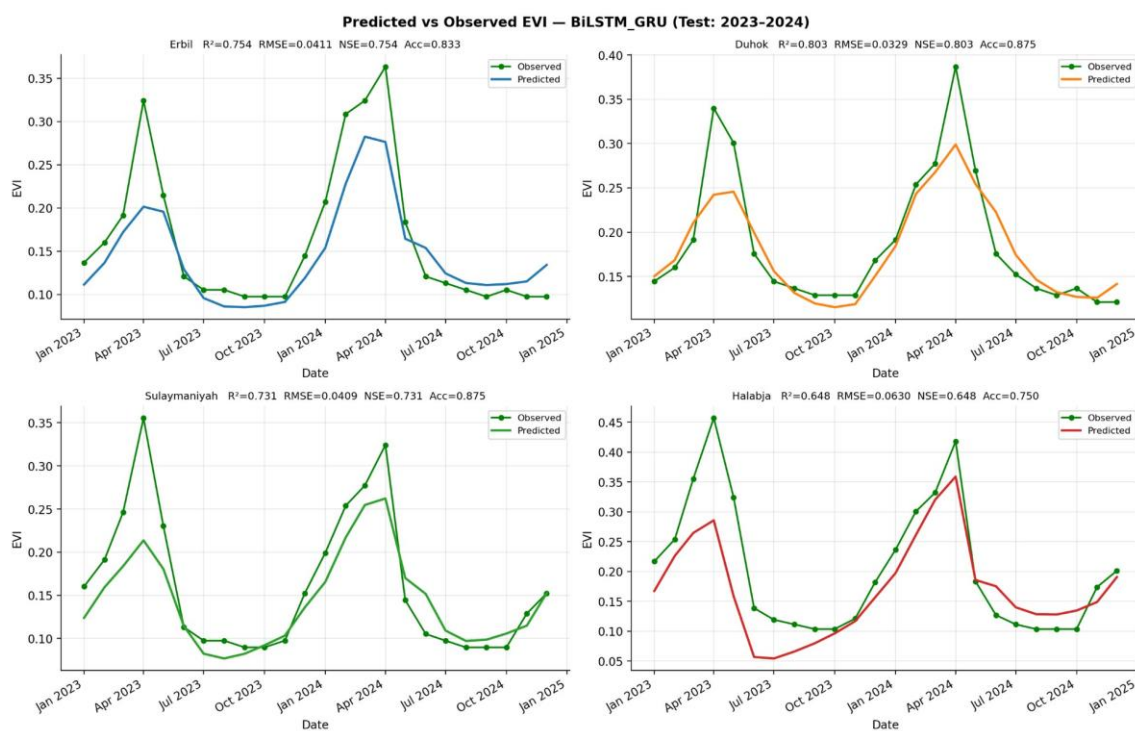 Predicted vs Observed EVI — BiLSTM_GRU (Test: 2023–2024)
Erbil R²=0.754 RMSE=0.0411 NSE=0.754 Acc=0.833
Observed
Predicted
EVI
0.35
0.30
0.25
0.20
0.15
0.10
Jan 2023
Apr 2023
Jul 2023
Oct 2023
Jan 2024
Apr 2024
Jul 2024
Oct 2024
Jan 2025
Date
Duhok R²=0.803 RMSE=0.0329 NSE=0.803 Acc=0.875
Observed
Predicted
EVI
0.40
0.35
0.30
0.25
0.20
0.15
Jan 2023
Apr 2023
Jul 2023
Oct 2023
Jan 2024
Apr 2024
Jul 2024
Oct 2024
Jan 2025
Date
Sulaymaniyah R²=0.731 RMSE=0.0409 NSE=0.731 Acc=0.875
Observed
Predicted
EVI
0.35
0.30
0.25
0.20
0.15
0.10
Jan 2023
Apr 2023
Jul 2023
Oct 2023
Jan 2024
Apr 2024
Jul 2024
Oct 2024
Jan 2025
Date
Halabja R²=0.648 RMSE=0.0630 NSE=0.648 Acc=0.750
Observed
Predicted
EVI
0.45
0.40
0.35
0.30
0.25
0.20
0.15
0.10
0.05
Jan 2023
Apr 2023
Jul 2023
Oct 2023
Jan 2024
Apr 2024
Jul 2024
Oct 2024
Jan 2025
Date